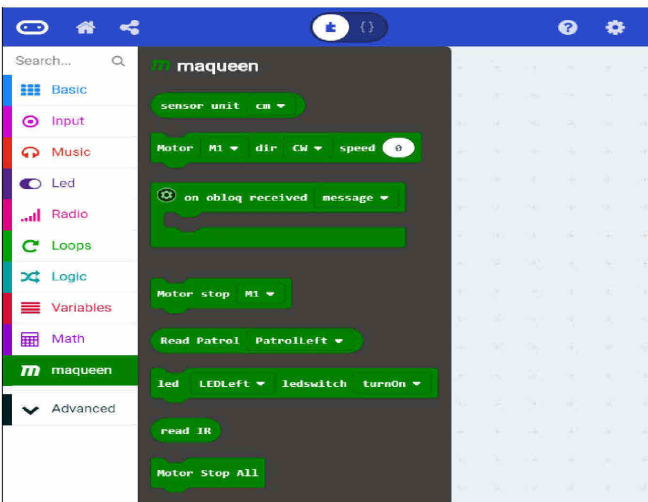 {}
?
Search...
Basic
Input
Music
Led
Radio
Loops
Logic
Variables
Math
m maqueen
Advanced
m maqueen
sensor unit cm
Motor M1 dir CW speed 0
on obloq received message
Motor stop M1
Read Patrol PatrolLeft
led LEDLeft ledswitch turnOn
read IR
Motor Stop All